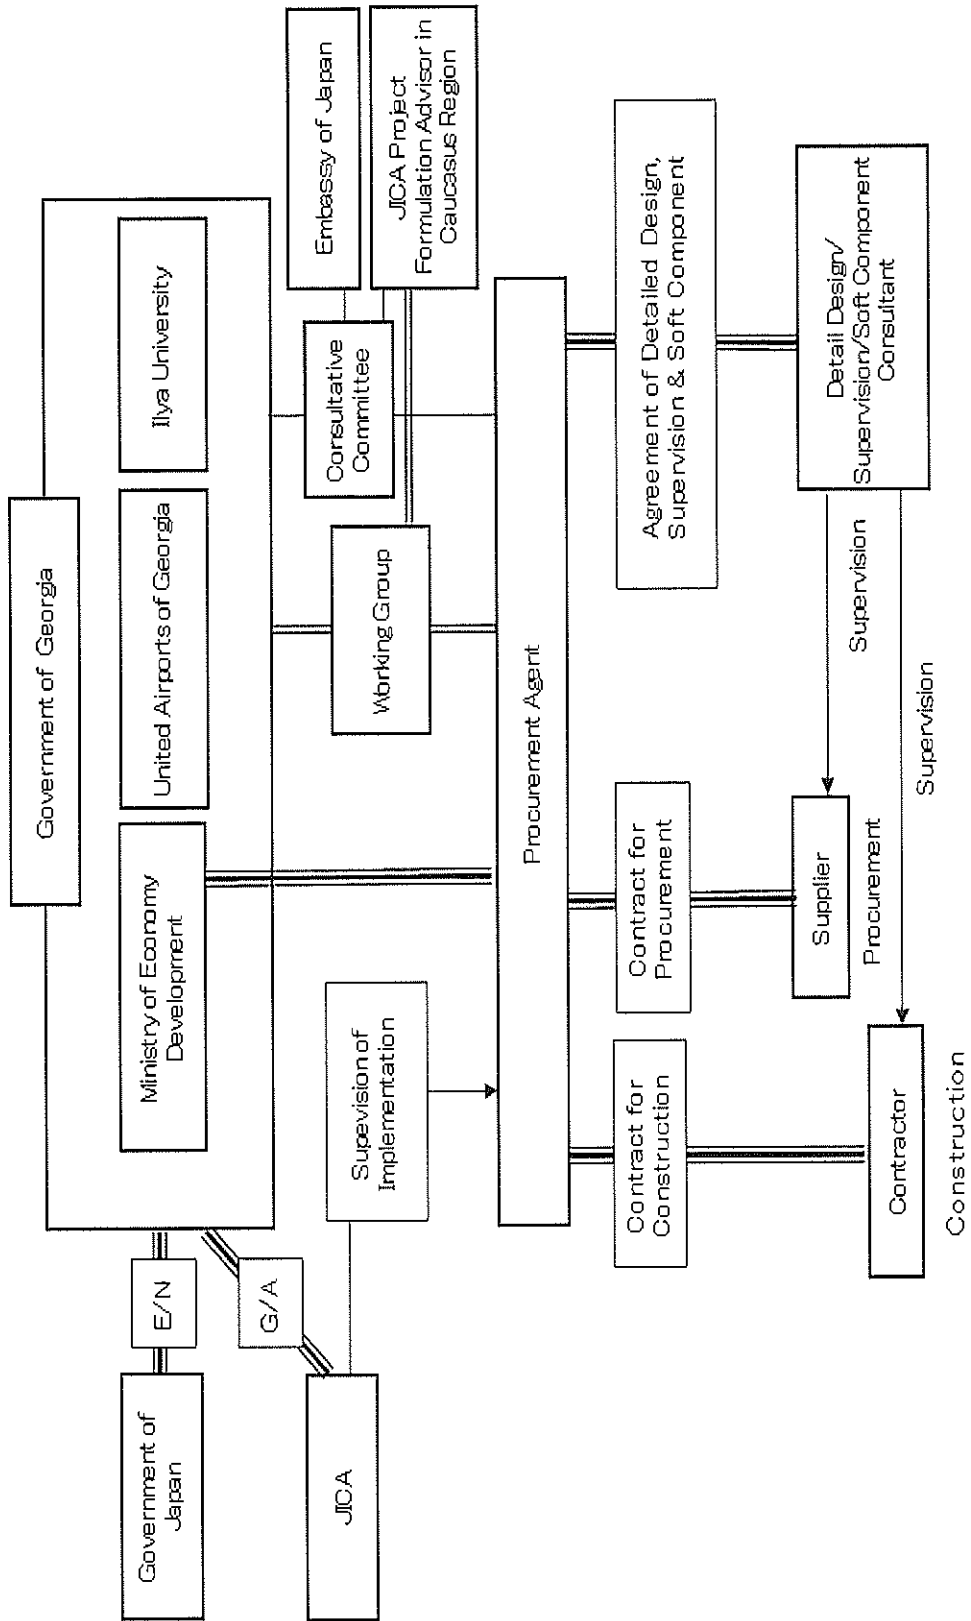 Government of Georgia
Ministry of Economy
Development
United Airports of Georgia
Ilya University
Government of
Japan
E/N
G/A
JICA
Supevision of
Implementation
Working Group
Consultative
Committee
Embassy of Japan
JICA Project
Formulation Advisor in
Caucasus Region
Procurement Agent
Contract for
Construction
Contract for
Procurement
Agreement of Detailed Design,
Supervision & Soft Component
Contractor
Construction
Supplier
Procurement
Supervision
Supervision
Detail Design/
Supervision/Soft Component
Consultant